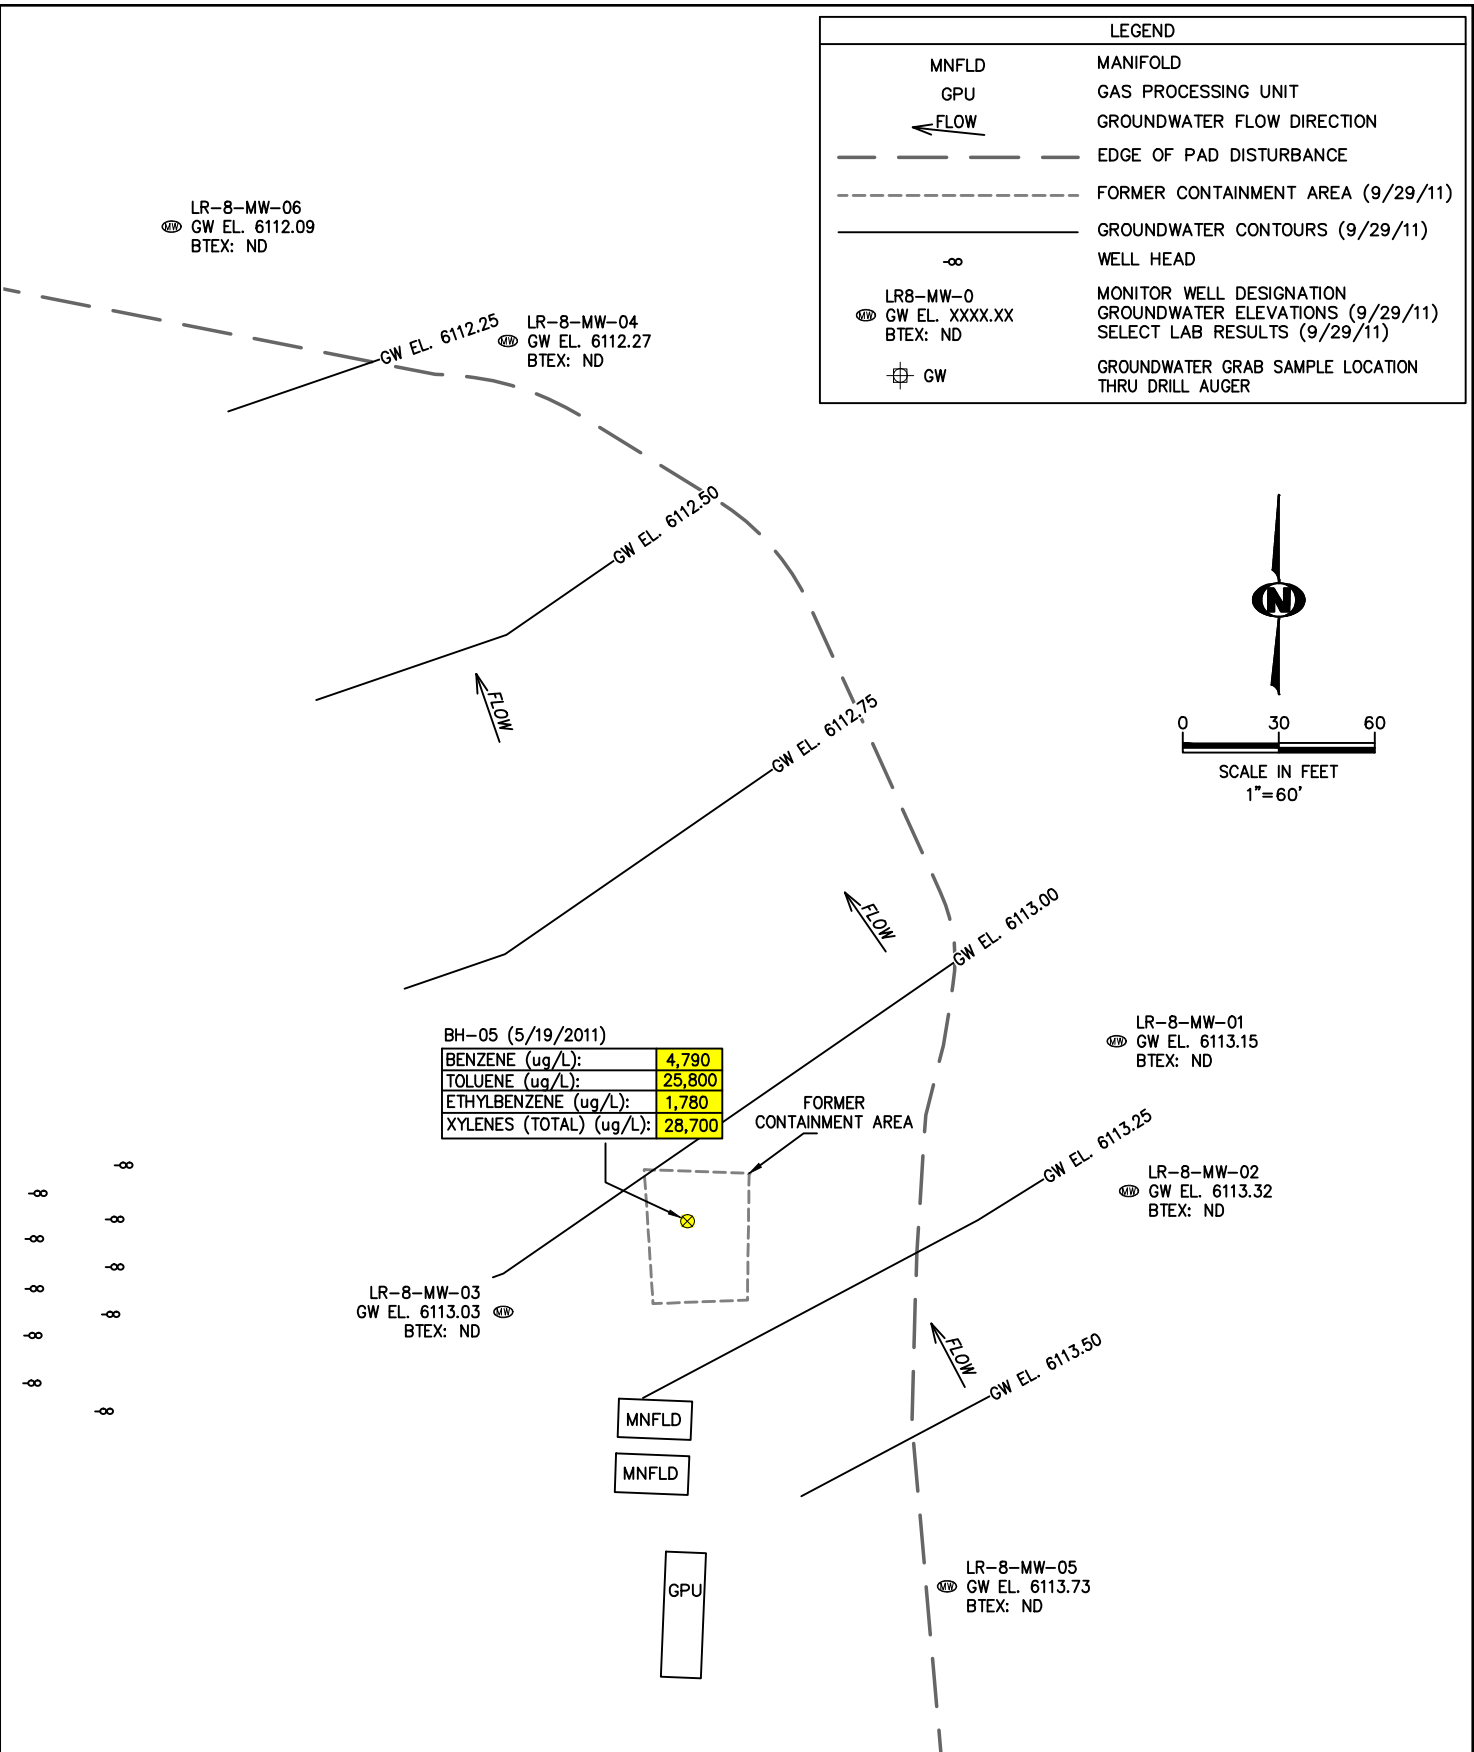 LEGEND
MNFLD MANIFOLD
GPU GAS PROCESSING UNIT
FLOW GROUNDWATER FLOW DIRECTION
EDGE OF PAD DISTURBANCE
FORMER CONTAINMENT AREA (9/29/11)
GROUNDWATER CONTOURS (9/29/11)
WELL HEAD
LR8-MW-0
MW GW EL. XXXX.XX
BTEX: ND
MONITOR WELL DESIGNATION
GROUNDWATER ELEVATIONS (9/29/11)
SELECT LAB RESULTS (9/29/11)
GW
GROUNDWATER GRAB SAMPLE LOCATION
THRU DRILL AUGER
LR-8-MW-06
MW GW EL. 6112.09
BTEX: ND
GW EL. 6112.25
LR-8-MW-04
MW GW EL. 6112.27
BTEX: ND
GW EL. 6112.50
N
FLOW
GW EL. 6112.75
0 30 60
SCALE IN FEET
1"=60'
FLOW
GW EL. 6113.00
LR-8-MW-01
MW GW EL. 6113.15
BTEX: ND
BH-05 (5/19/2011)
BENZENE (ug/L): 4,790
TOLUENE (ug/L): 25,800
ETHYLBENZENE (ug/L): 1,780
XYLENES (TOTAL) (ug/L): 28,700
FORMER
CONTAINMENT AREA
GW EL. 6113.25
LR-8-MW-02
MW GW EL. 6113.32
BTEX: ND
LR-8-MW-03
GW EL. 6113.03 MW
BTEX: ND
FLOW
GW EL. 6113.50
MNFLD
MNFLD
GPU
LR-8-MW-05
MW GW EL. 6113.73
BTEX: ND